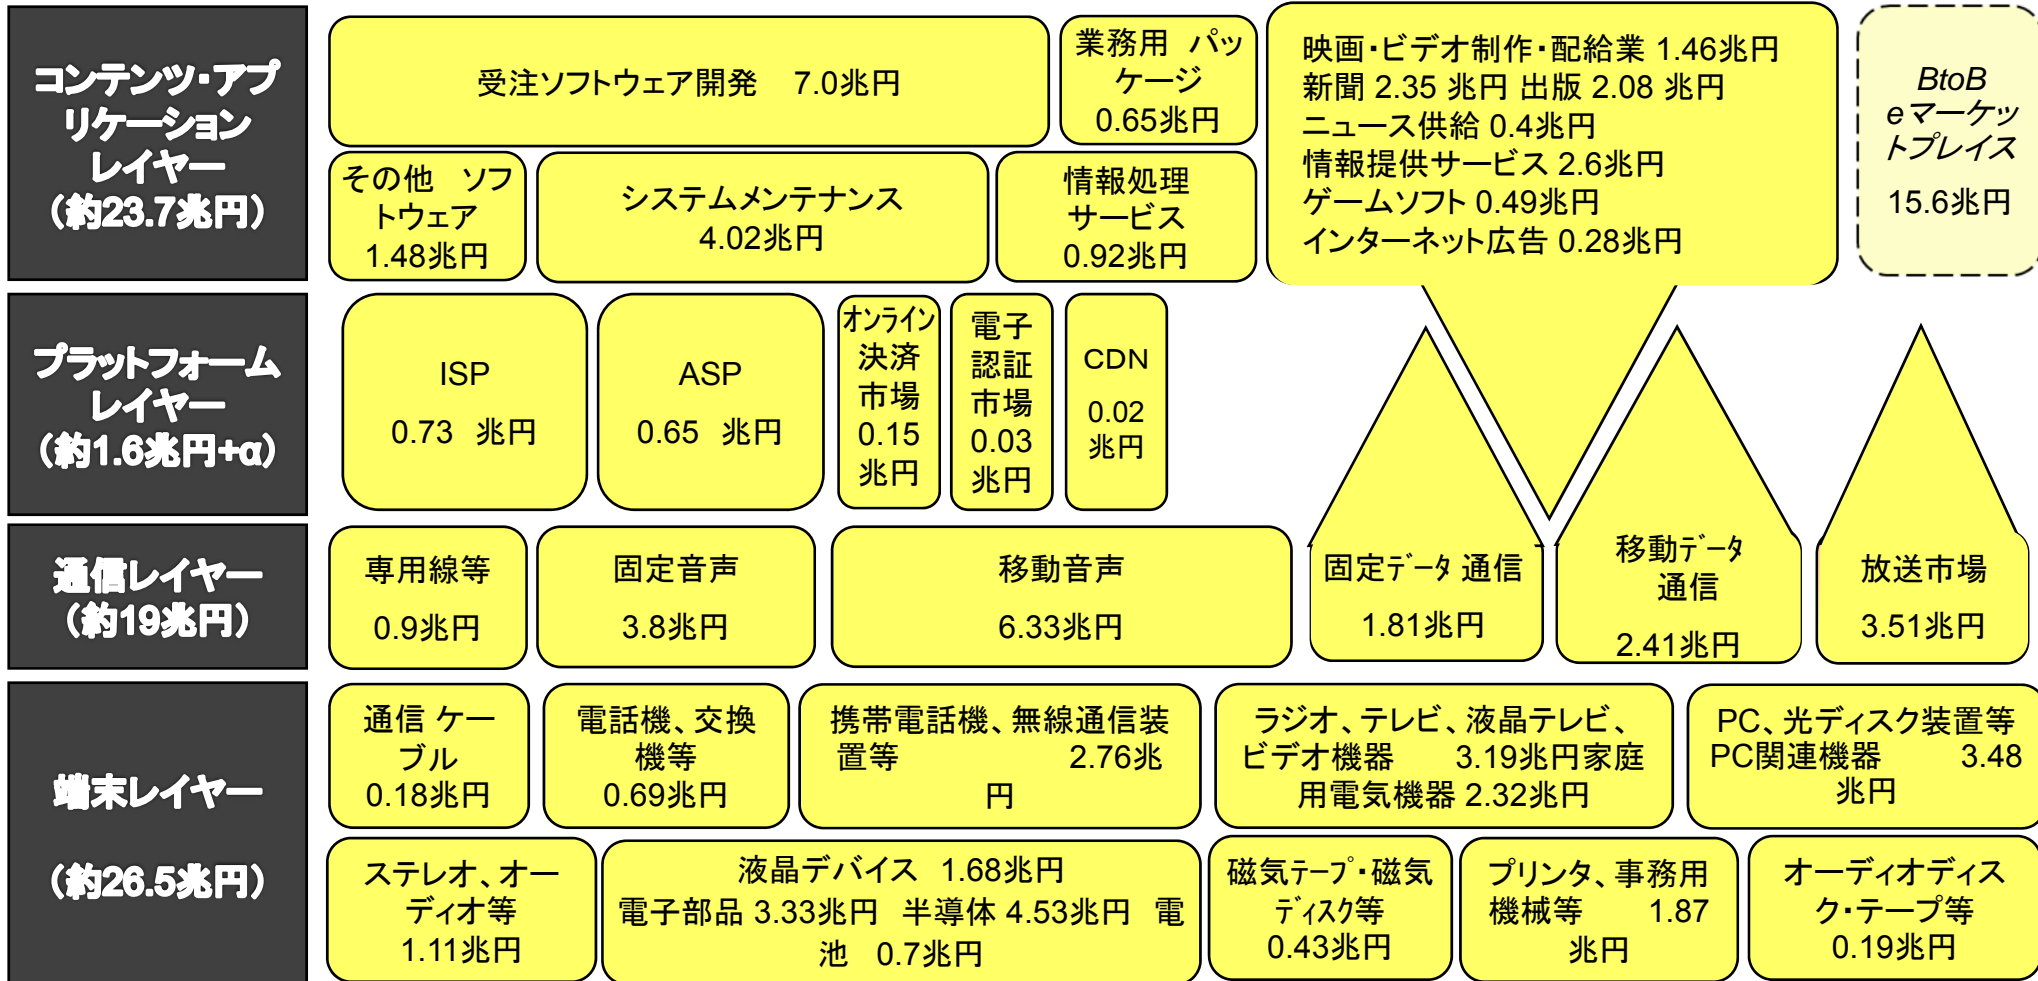 コンテンツ・アプ
リケーション
レイヤー
（約23.7兆円）
受注ソフトウェア開発　7.0兆円
業務用　パッ
ケージ
0.65兆円
その他　ソフ
トウェア
1.48兆円
システムメンテナンス
4.02兆円
情報処理
サービス
0.92兆円
映画・ビデオ制作・配給業 1.46兆円
新聞 2.35 兆円 出版 2.08 兆円
ニュース供給 0.4兆円
情報提供サービス 2.6兆円
ゲームソフト 0.49兆円
インターネット広告 0.28兆円
BtoB
eマーケッ
トプレイス
15.6兆円
プラットフォーム
レイヤー
（約1.6兆円+α）
ISP
0.73　兆円
ASP
0.65　兆円
オンライン
決済
市場
0.15
兆円
電子
認証
市場
0.03
兆円
CDN
0.02
兆円
通信レイヤー
（約19兆円）
専用線等
0.9兆円
固定音声
3.8兆円
移動音声
6.33兆円
固定データ 通信
1.81兆円
移動データ
通信
2.41兆円
放送市場
3.51兆円
端末レイヤー
（約26.5兆円）
通信 ケー
ブル
0.18兆円
電話機、交換
機等
0.69兆円
携帯電話機、無線通信装
置等　2.76兆
円
ラジオ、テレビ、液晶テレビ、
ビデオ機器　3.19兆円家庭
用電気機器 2.32兆円
PC、光ディスク装置等
PC関連機器　3.48
兆円
ステレオ、オー
ディオ等
1.11兆円
液晶デバイス　1.68兆円
電子部品 3.33兆円　半導体 4.53兆円　電
池　0.7兆円
磁気テープ・磁気
ディスク等
0.43兆円
プリンタ、事務用
機械等　1.87
兆円
オーディオディス
ク・テープ等
0.19兆円